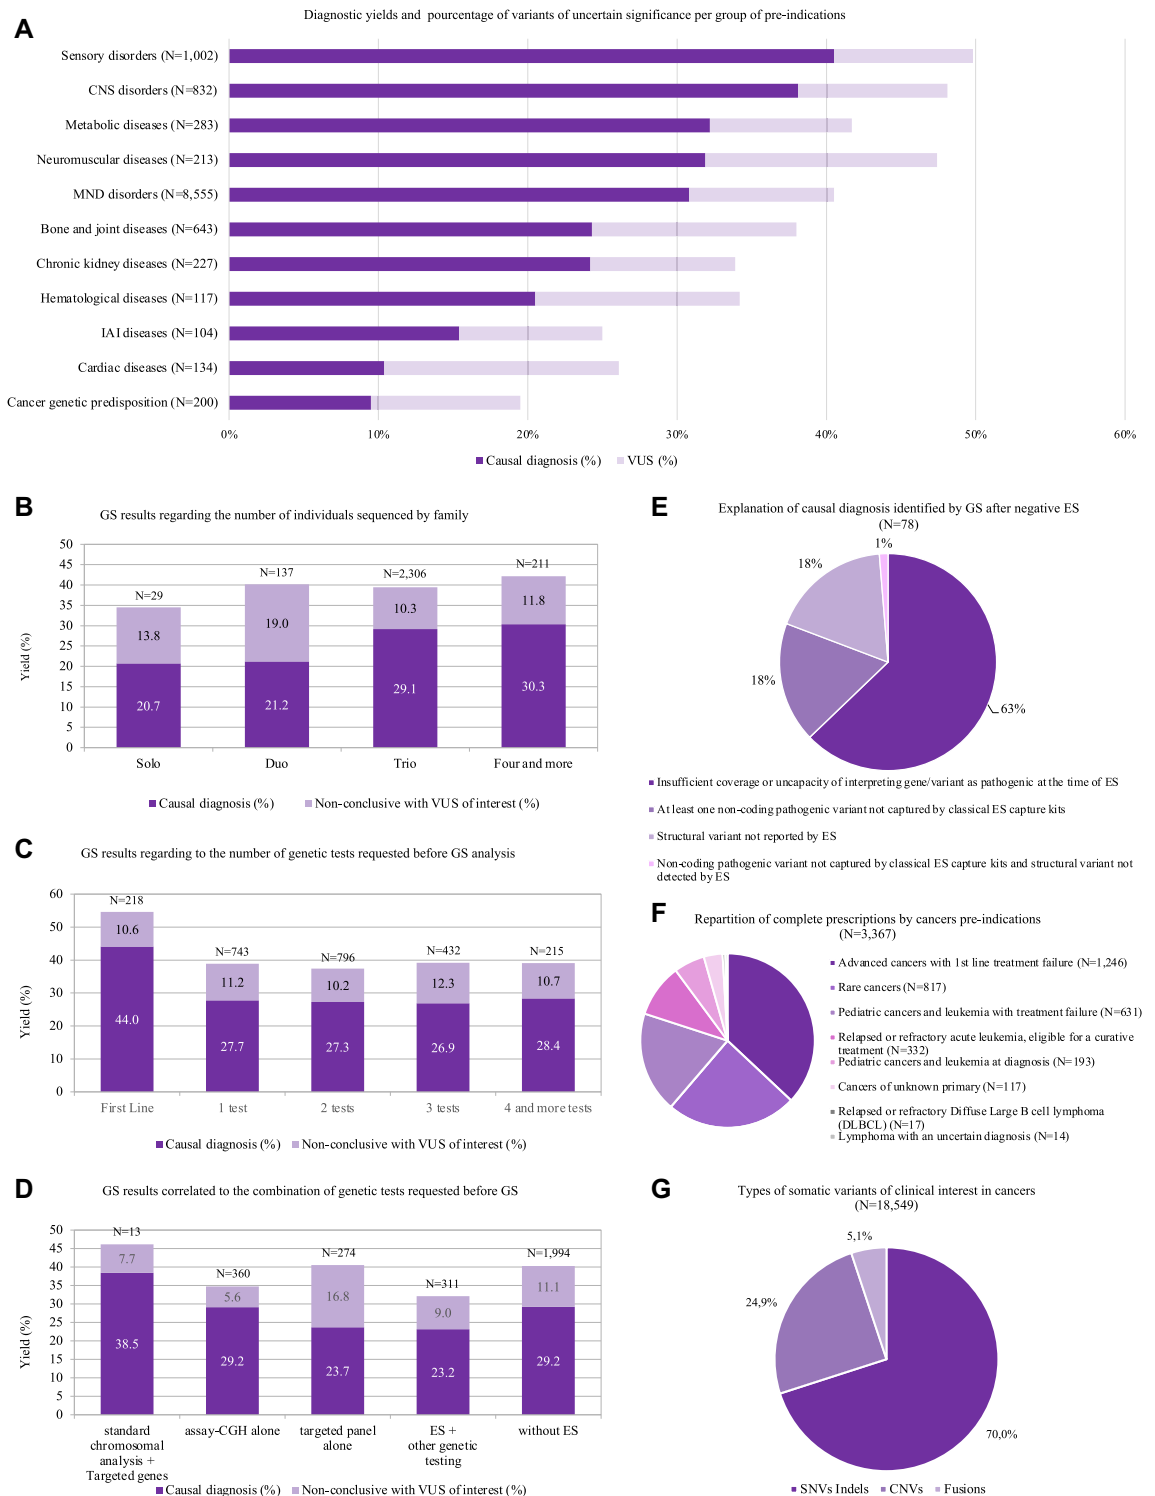 A
Diagnostic yields and pourcentage of variants of uncertain significance per group of pre-indications
Sensory disorders (N=1,002)
CNS disorders (N=832)
Metabolic diseases (N=283)
Neuromuscular diseases (N=213)
MND disorders (N=8,555)
Bone and joint diseases (N=643)
Chronic kidney diseases (N=227)
Hematological diseases (N=117)
IAI diseases (N=104)
Cardiac diseases (N=134)
Cancer genetic predisposition (N=200)
0% 10% 20% 30% 40% 50% 60%
Causal diagnosis (%) VUS (%)
B
GS results regarding the number of individuals sequenced by family
Yield (%)
50
45
40
35
30
25
20
15
10
5
0
N=29
13.8
20.7
N=137
19.0
21.2
N=2,306
10.3
29.1
N=211
11.8
30.3
Solo Duo Trio Four and more
Causal diagnosis (%) Non-conclusive with VUS of interest (%)
C
GS results regarding to the number of genetic tests requested before GS analysis
Yield (%)
60
50
40
30
20
10
0
N=218
10.6
44.0
N=743
11.2
27.7
N=796
10.2
27.3
N=432
12.3
26.9
N=215
10.7
28.4
First Line 1 test 2 tests 3 tests 4 and more tests
Causal diagnosis (%) Non-conclusive with VUS of interest (%)
D
GS results correlated to the combination of genetic tests requested before GS
Yield (%)
50
45
40
35
30
25
20
15
10
5
0
N=13
7.7
38.5
N=360
5.6
29.2
N=274
16.8
23.7
N=311
9.0
23.2
N=1,994
11.1
29.2
standard
chromosomal
analysis +
Targeted genes
assay-CGH alone
targeted panel
alone
ES +
other genetic
testing
without ES
Causal diagnosis (%) Non-conclusive with VUS of interest (%)
E
Explanation of causal diagnosis identified by GS after negative ES
(N=78)
1%
18%
18%
63%
Insufficient coverage or uncapacity of interpreting gene/variant as pathogenic at the time of ES
At least one non-coding pathogenic variant not captured by classical ES capture kits
Structural variant not reported by ES
Non-coding pathogenic variant not captured by classical ES capture kits and structural variant not
detected by ES
F
Repartition of complete prescriptions by cancers pre-indications
(N=3,367)
Advanced cancers with 1st line treatment failure (N=1,246)
Rare cancers (N=817)
Pediatric cancers and leukemia with treatment failure (N=631)
Relapsed or refractory acute leukemia, eligible for a curative
treatment (N=332)
Pediatric cancers and leukemia at diagnosis (N=193)
Cancers of unknown primary (N=117)
Relapsed or refractory Diffuse Large B cell lymphoma
(DLBCL) (N=17)
Lymphoma with an uncertain diagnosis (N=14)
G
Types of somatic variants of clinical interest in cancers
(N=18,549)
5,1%
24,9%
70,0%
SNVs Indels CNVs Fusions